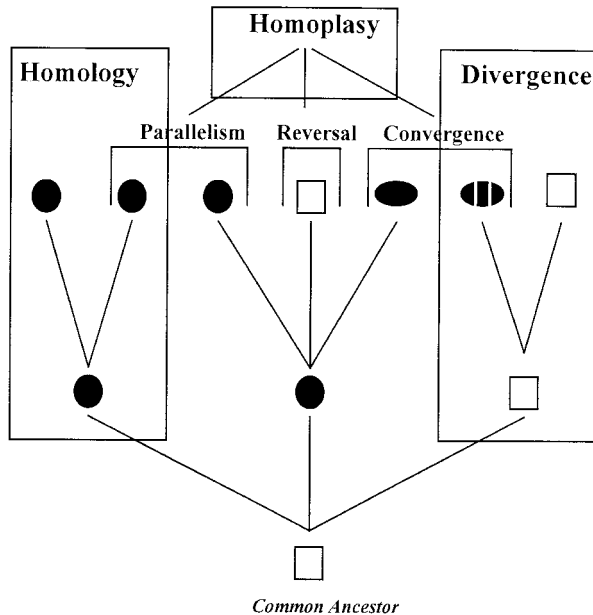 Homoplasy
Homology
Divergence
Parallelism Reversal Convergence
Common Ancestor